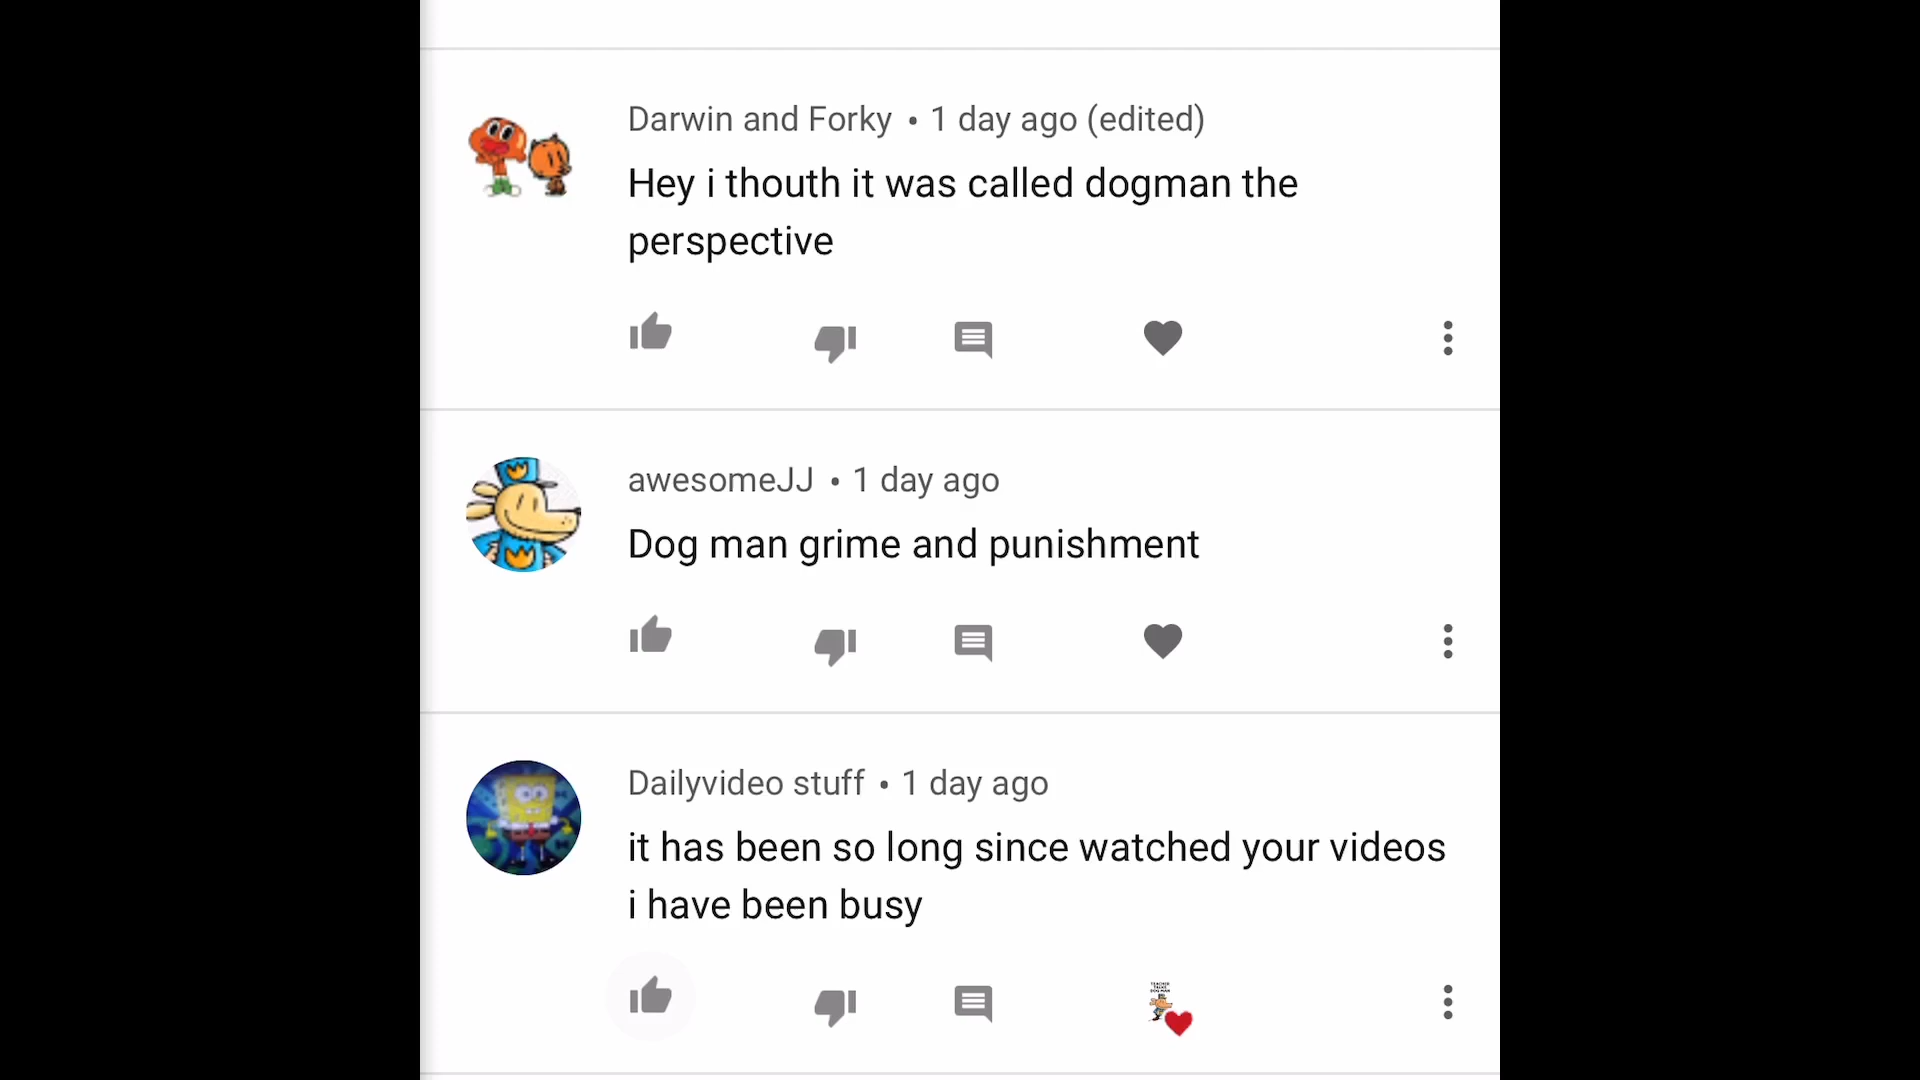 Darwin and Forky • 1 day ago (edited)
Hey i thouth it was called dogman the
perspective
awesomeJJ • 1 day ago
Dog man grime and punishment
Dailyvideo stuff • 1 day ago
it has been so long since watched your videos
i have been busy